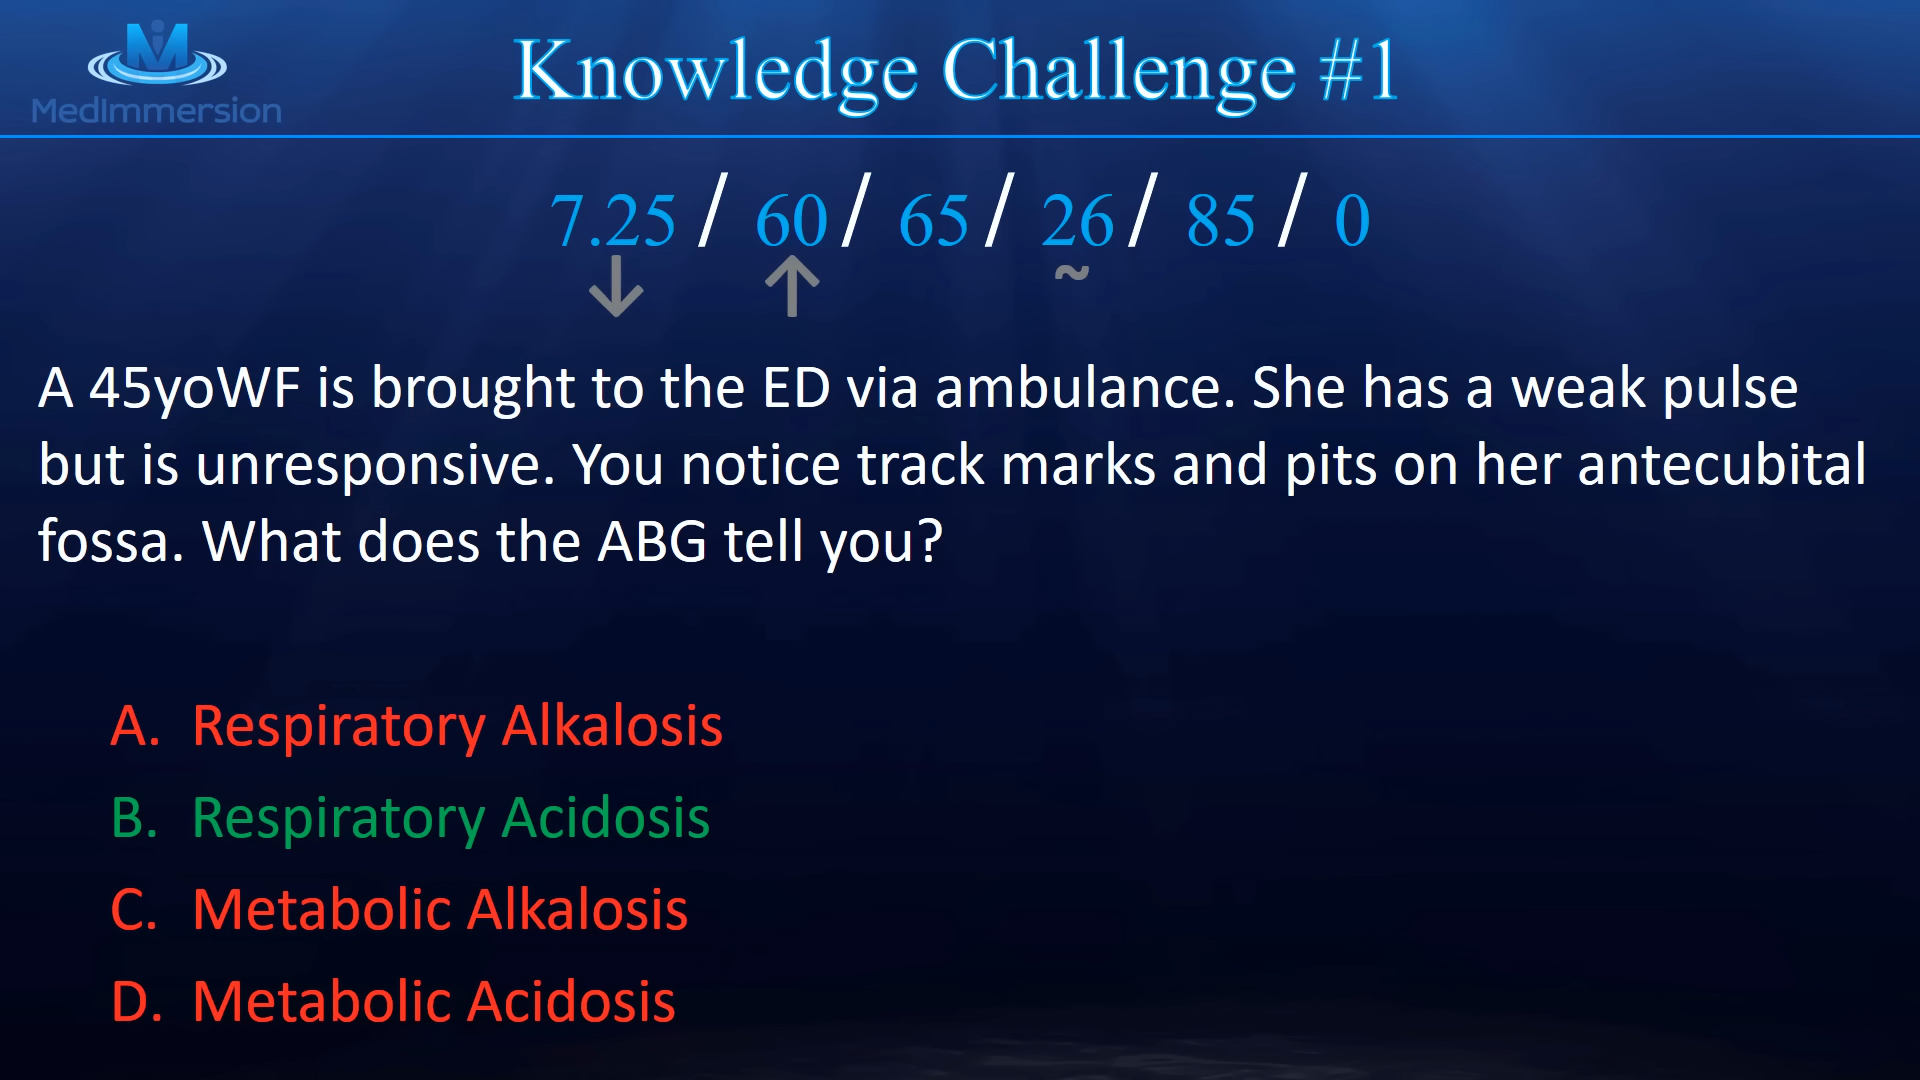 MedImmersion
Knowledge Challenge #1
7.25 / 60 / 65 / 26 / 85 / 0
↓ ↑ ~
A 45yoWF is brought to the ED via ambulance. She has a weak pulse
but is unresponsive. You notice track marks and pits on her antecubital
fossa. What does the ABG tell you?
A. Respiratory Alkalosis
B. Respiratory Acidosis
C. Metabolic Alkalosis
D. Metabolic Acidosis